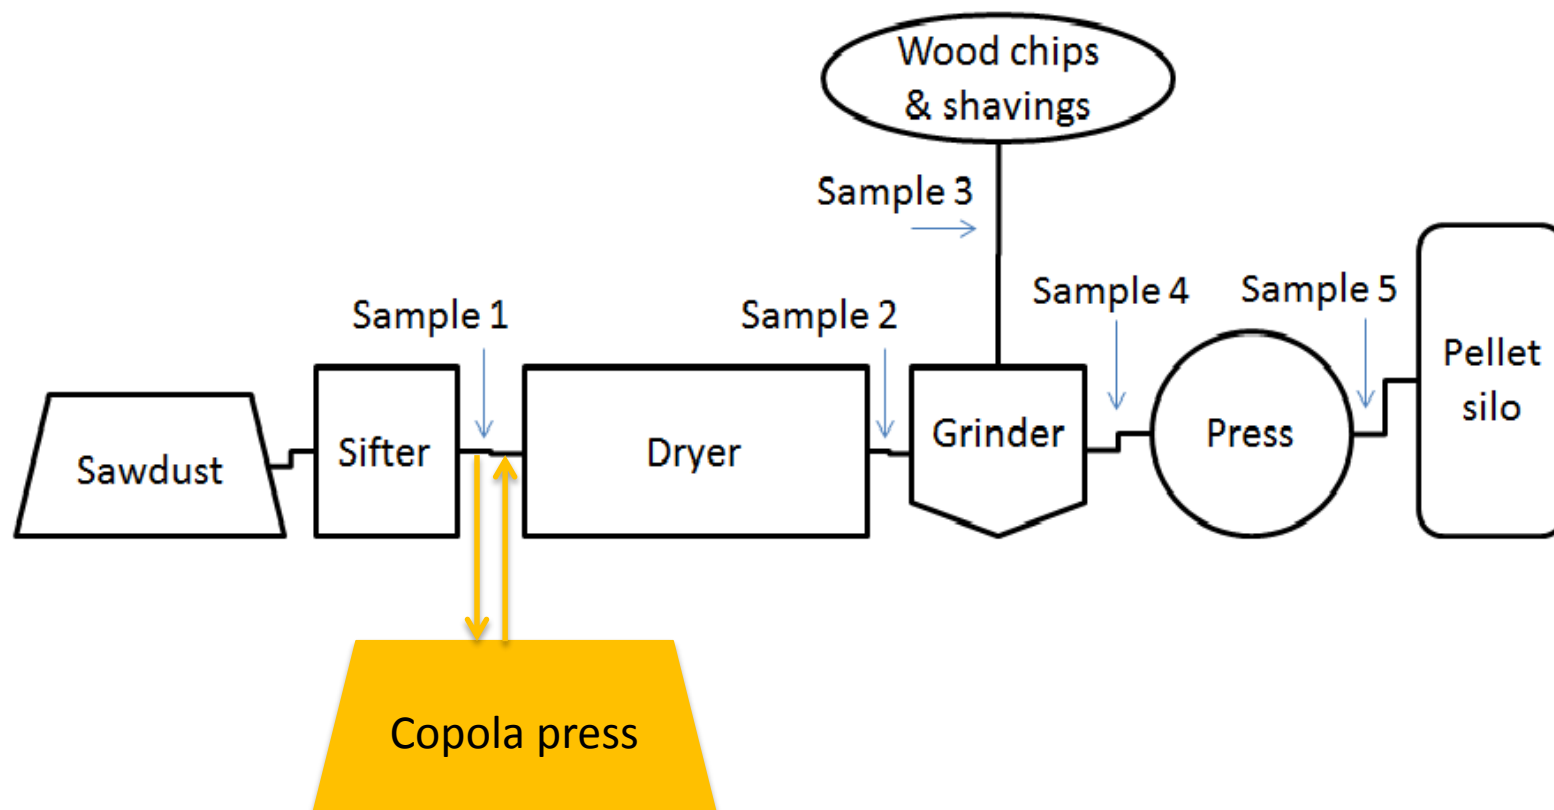 Wood chips
& shavings
Sample 3
Sample 4
Sample 5
Sample 1
Sample 2
Pellet
silo
Sawdust
Sifter
Dryer
Grinder
Press
Copola press